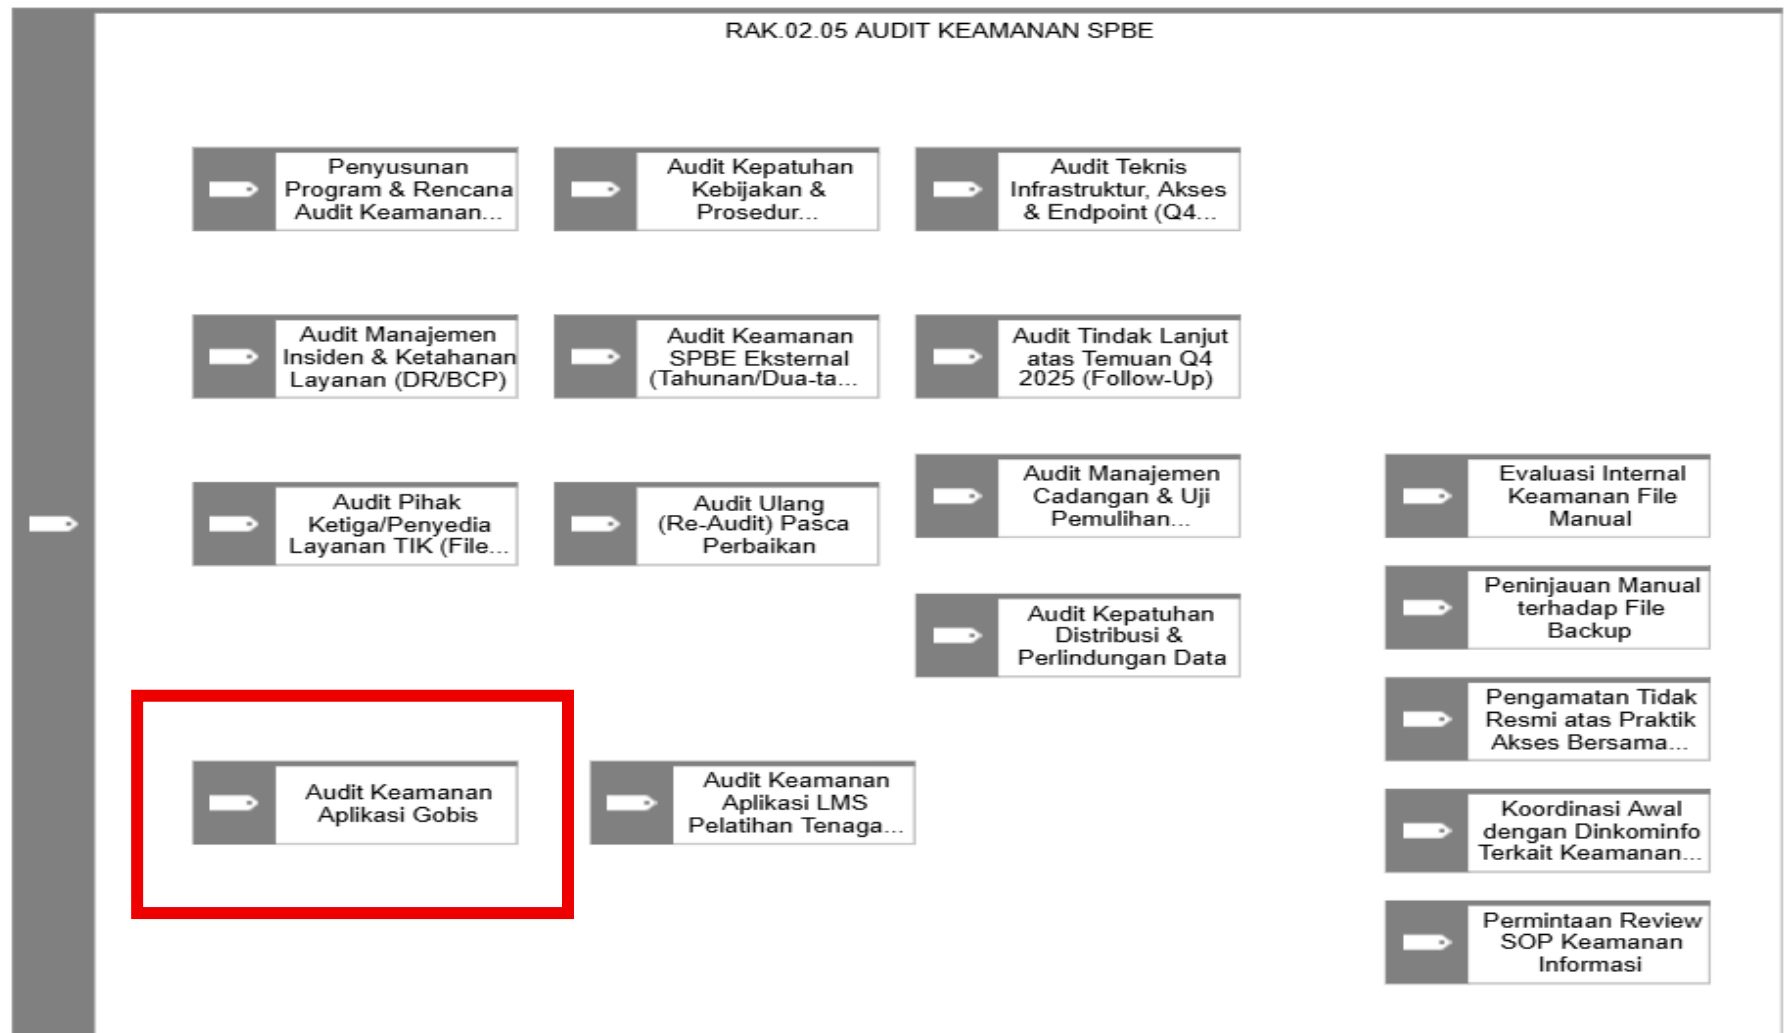 RAK.02.05 AUDIT KEAMANAN SPBE
Penyusunan
Program & Rencana
Audit Keamanan...
Audit Kepatuhan
Kebijakan &
Prosedur...
Audit Teknis
Infrastruktur, Akses
& Endpoint (Q4...
Audit Manajemen
Insiden & Ketahanan
Layanan (DR/BCP)
Audit Keamanan
SPBE Eksternal
(Tahunan/Dua-ta...
Audit Tindak Lanjut
atas Temuan Q4
2025 (Follow-Up)
Audit Pihak
Ketiga/Penyedia
Layanan TIK (File...
Audit Ulang
(Re-Audit) Pasca
Perbaikan
Audit Manajemen
Cadangan & Uji
Pemulihan...
Audit Kepatuhan
Distribusi &
Perlindungan Data
Audit Keamanan
Aplikasi Gobis
Audit Keamanan
Aplikasi LMS
Pelatihan Tenaga...
Evaluasi Internal
Keamanan File
Manual
Peninjauan Manual
terhadap File
Backup
Pengamatan Tidak
Resmi atas Praktik
Akses Bersama...
Koordinasi Awal
dengan Dinkominfo
Terkait Keamanan...
Permintaan Review
SOP Keamanan
Informasi